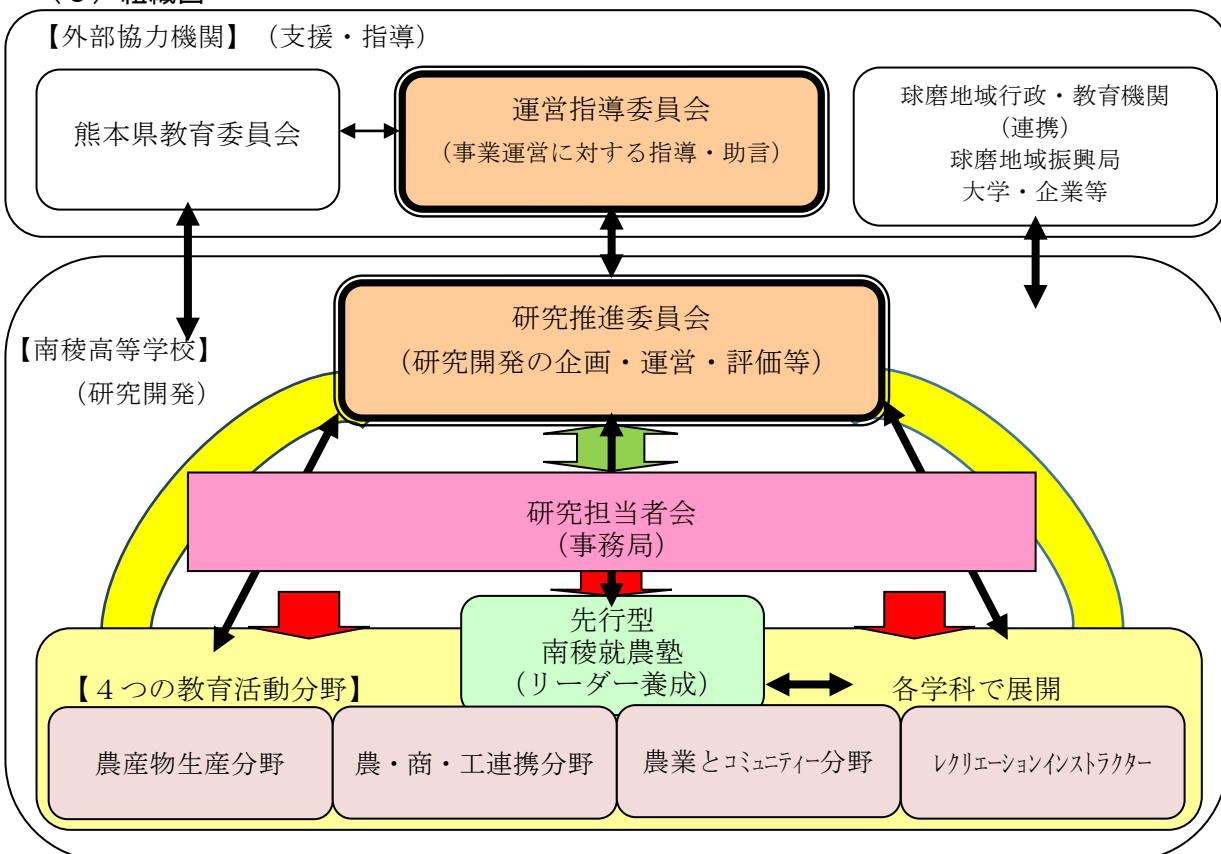 【外部協力機関】（支援・指導）
熊本県教育委員会
運営指導委員会
（事業運営に対する指導・助言）
球磨地域行政・教育機関
（連携）
球磨地域振興局
大学・企業等
研究推進委員会
（研究開発の企画・運営・評価等）
【南稜高等学校】
（研究開発）
研究担当者会
（事務局）
先行型
南稜就農塾
（リーダー養成）
【４つの教育活動分野】
各学科で展開
農産物生産分野
農・商・工連携分野
農業とコミュニティー分野
レクリエーションインストラクター